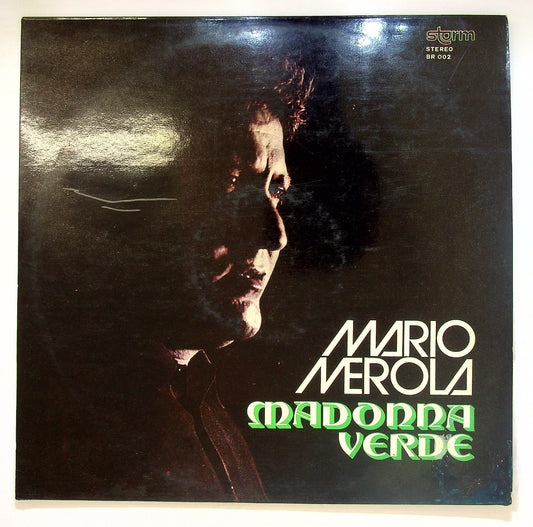 storm
STEREO
BR 002
MARIO
MEROLA
MADONNA
VERDE